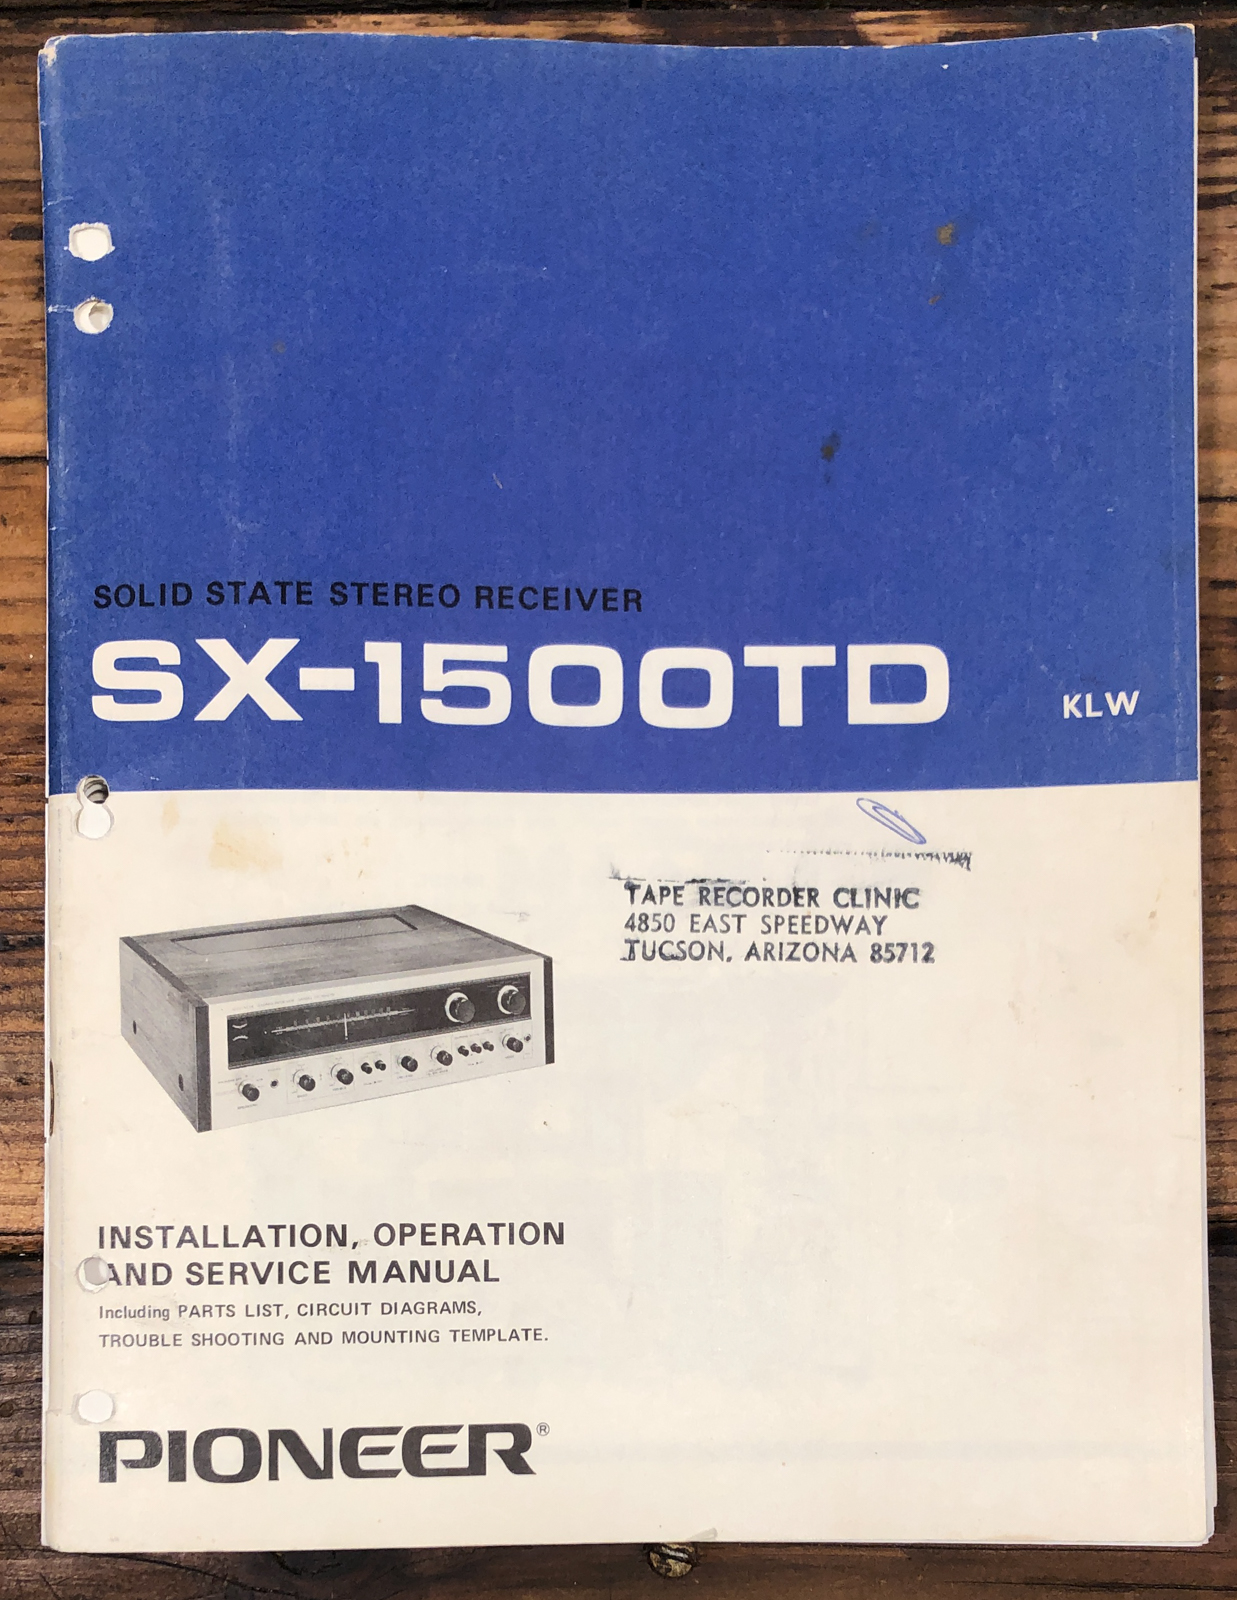 SOLID STATE STEREO RECEIVER
SX-1500TD
KLW
TAPE RECORDER CLINIC
4850 EAST SPEEDWAY
TUCSON, ARIZONA 85712
INSTALLATION, OPERATION
AND SERVICE MANUAL
Including PARTS LIST, CIRCUIT DIAGRAMS,
TROUBLE SHOOTING AND MOUNTING TEMPLATE.
PIONEER®